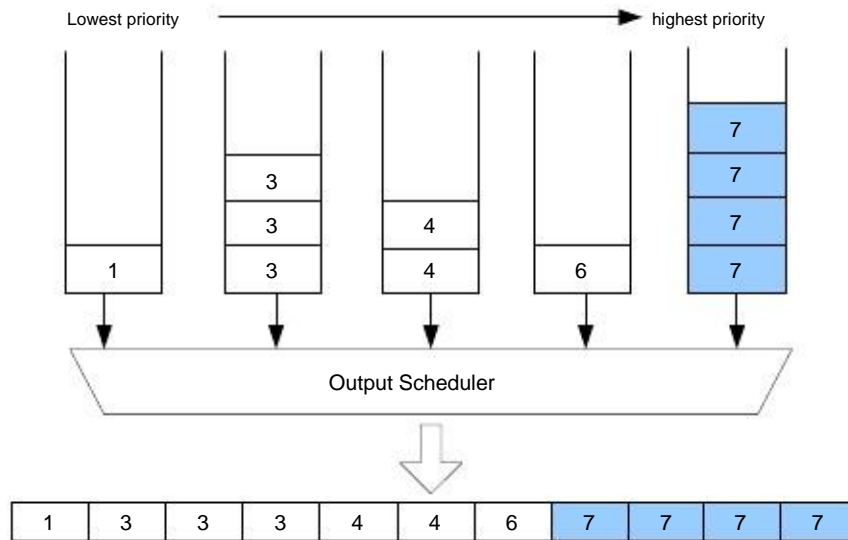 Lowest priority highest priority
7
3 7
3 4 7
1 3 4 6 7
Output Scheduler
1 3 3 3 4 4 6 7 7 7 7